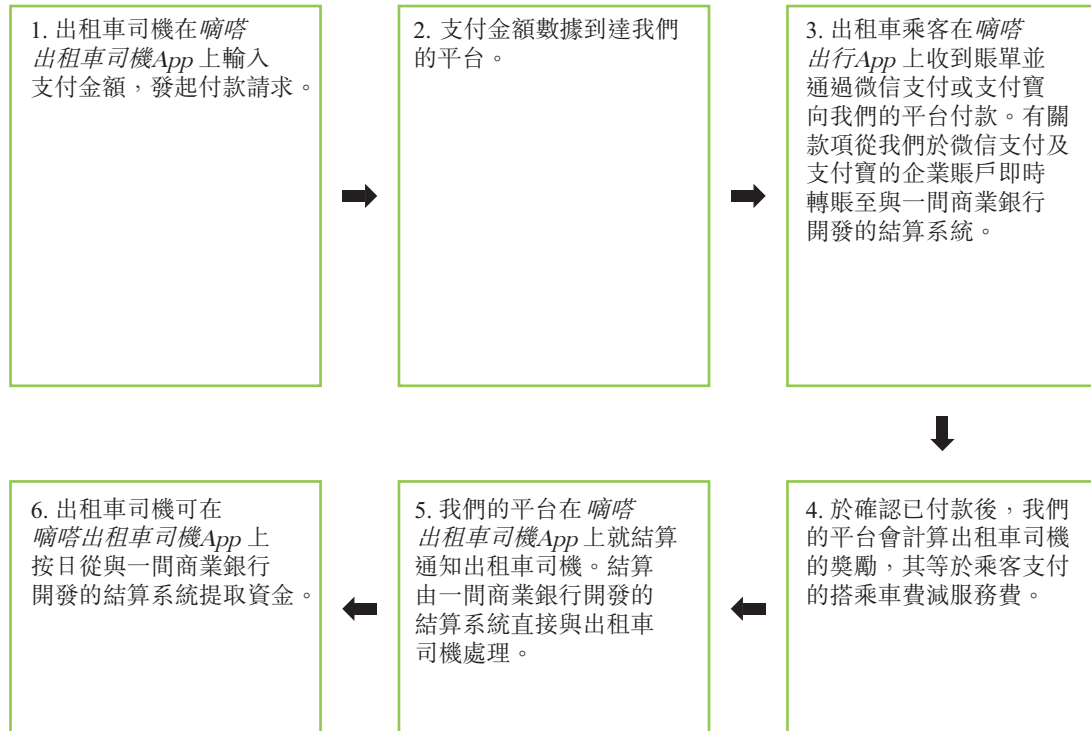 1. 出租車司機在嘀嗒
出租車司機App 上輸入
支付金額，發起付款請求。
2. 支付金額數據到達我們
的平台。
3. 出租車乘客在嘀嗒
出行App 上收到賬單並
通過微信支付或支付寶
向我們的平台付款。有關
款項從我們於微信支付及
支付寶的企業賬戶即時
轉賬至與一間商業銀行
開發的結算系統。
4. 於確認已付款後，我們
的平台會計算出租車司機
的獎勵，其等於乘客支付
的搭乘車費減服務費。
5. 我們的平台在嘀嗒
出租車司機App 上就結算
通知出租車司機。結算
由一間商業銀行開發的
結算系統直接與出租車
司機處理。
6. 出租車司機可在
嘀嗒出租車司機App 上
按日從與一間商業銀行
開發的結算系統提取資金。